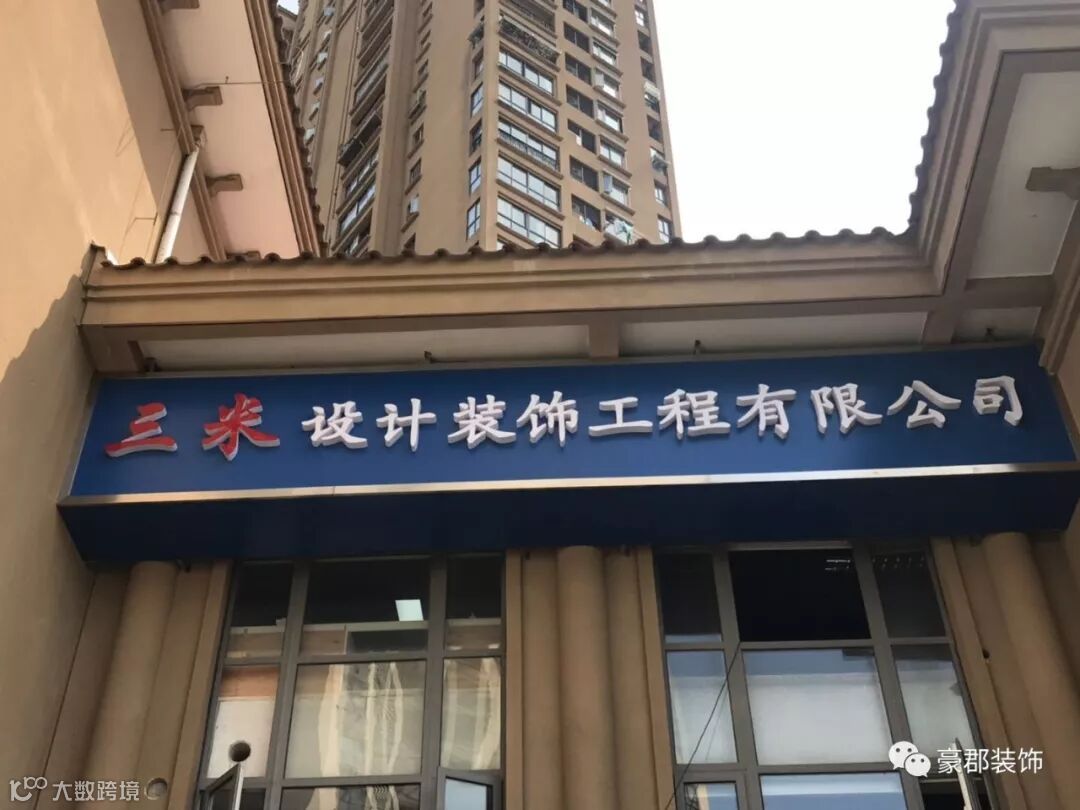 三米设计装饰工程有限公司
豪郡装饰
大数跨境